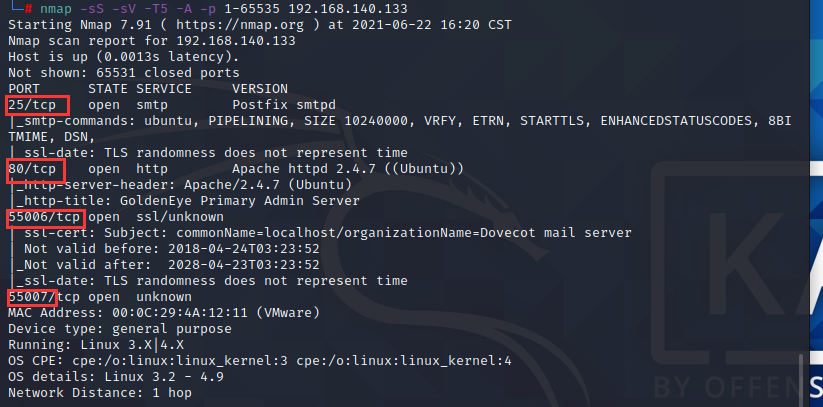 └─# nmap -sS -sV -T5 -A -p 1-65535 192.168.140.133
Starting Nmap 7.91 ( https://nmap.org ) at 2021-06-22 16:20 CST
Nmap scan report for 192.168.140.133
Host is up (0.0013s latency).
Not shown: 65531 closed ports
PORT      STATE SERVICE     VERSION
25/tcp    open  smtp        Postfix smtpd
|_smtp-commands: ubuntu, PIPELINING, SIZE 10240000, VRFY, ETRN, STARTTLS, ENHANCEDSTATUSCODES, 8BI
TMIME, DSN,
|_ssl-date: TLS randomness does not represent time
80/tcp    open  http        Apache httpd 2.4.7 ((Ubuntu))
|_http-server-header: Apache/2.4.7 (Ubuntu)
|_http-title: GoldenEye Primary Admin Server
55006/tcp open  ssl/unknown
| ssl-cert: Subject: commonName=localhost/organizationName=Dovecot mail server
| Not valid before: 2018-04-24T03:23:52
|_Not valid after:  2028-04-23T03:23:52
|_ssl-date: TLS randomness does not represent time
55007/tcp open  unknown
MAC Address: 00:0C:29:4A:12:11 (VMware)
Device type: general purpose
Running: Linux 3.X|4.X
OS CPE: cpe:/o:linux:linux_kernel:3 cpe:/o:linux:linux_kernel:4
OS details: Linux 3.2 - 4.9
Network Distance: 1 hop
KA
BY OFFENS